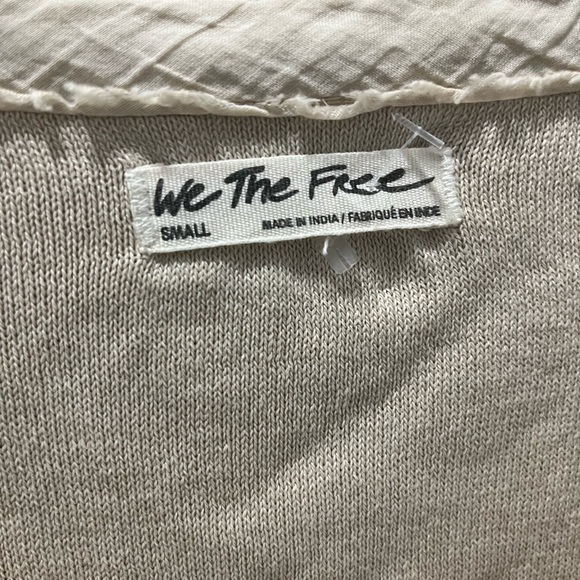 We The Free
SMALL
MADE IN INDIA / FABRIQUÉ EN INDE